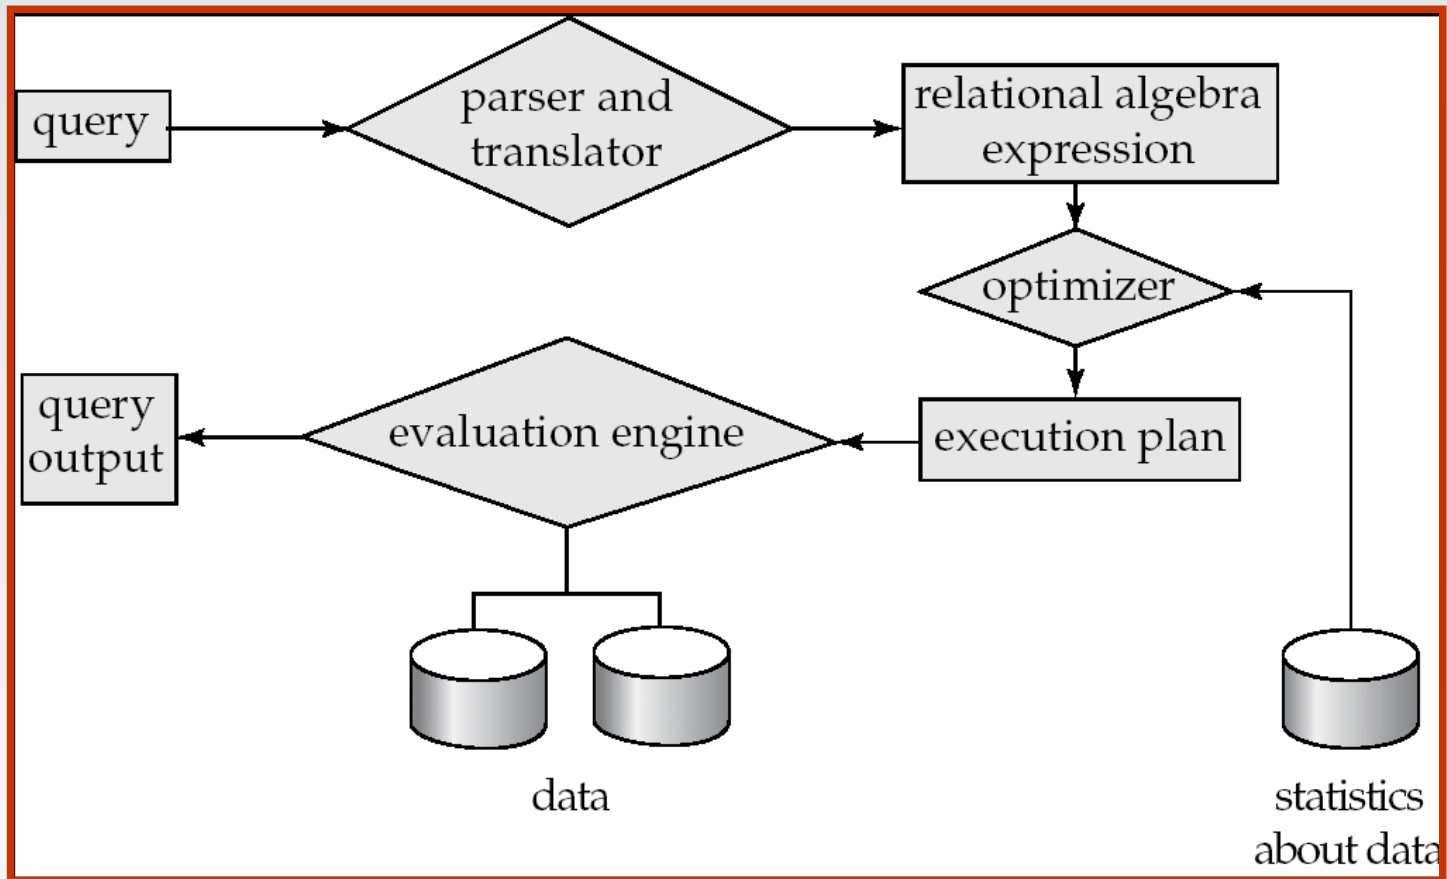 query
parser and
translator
relational algebra
expression
optimizer
query
output
evaluation engine
execution plan
data
statistics
about data